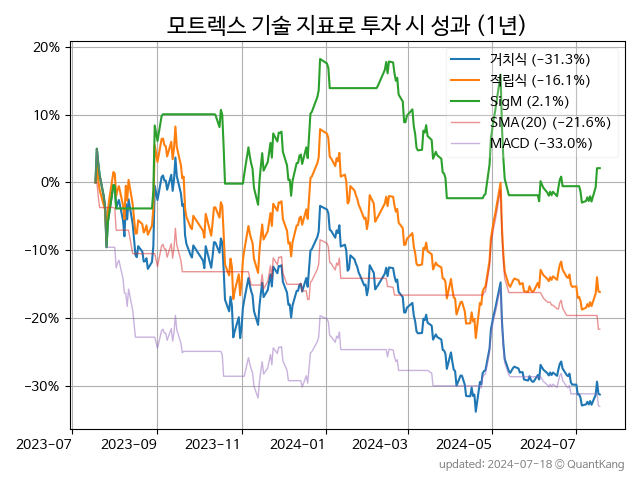 모트렉스 기술 지표로 투자 시 성과 (1년)
거치식 (−31.3%)
적립식 (−16.1%)
SigM (2.1%)
SMA(20) (−21.6%)
MACD (−33.0%)
20%
10%
0%
−10%
−20%
−30%
2023-07 2023-09 2023-11 2024-01 2024-03 2024-05 2024-07
updated: 2024-07-18 © QuantKang